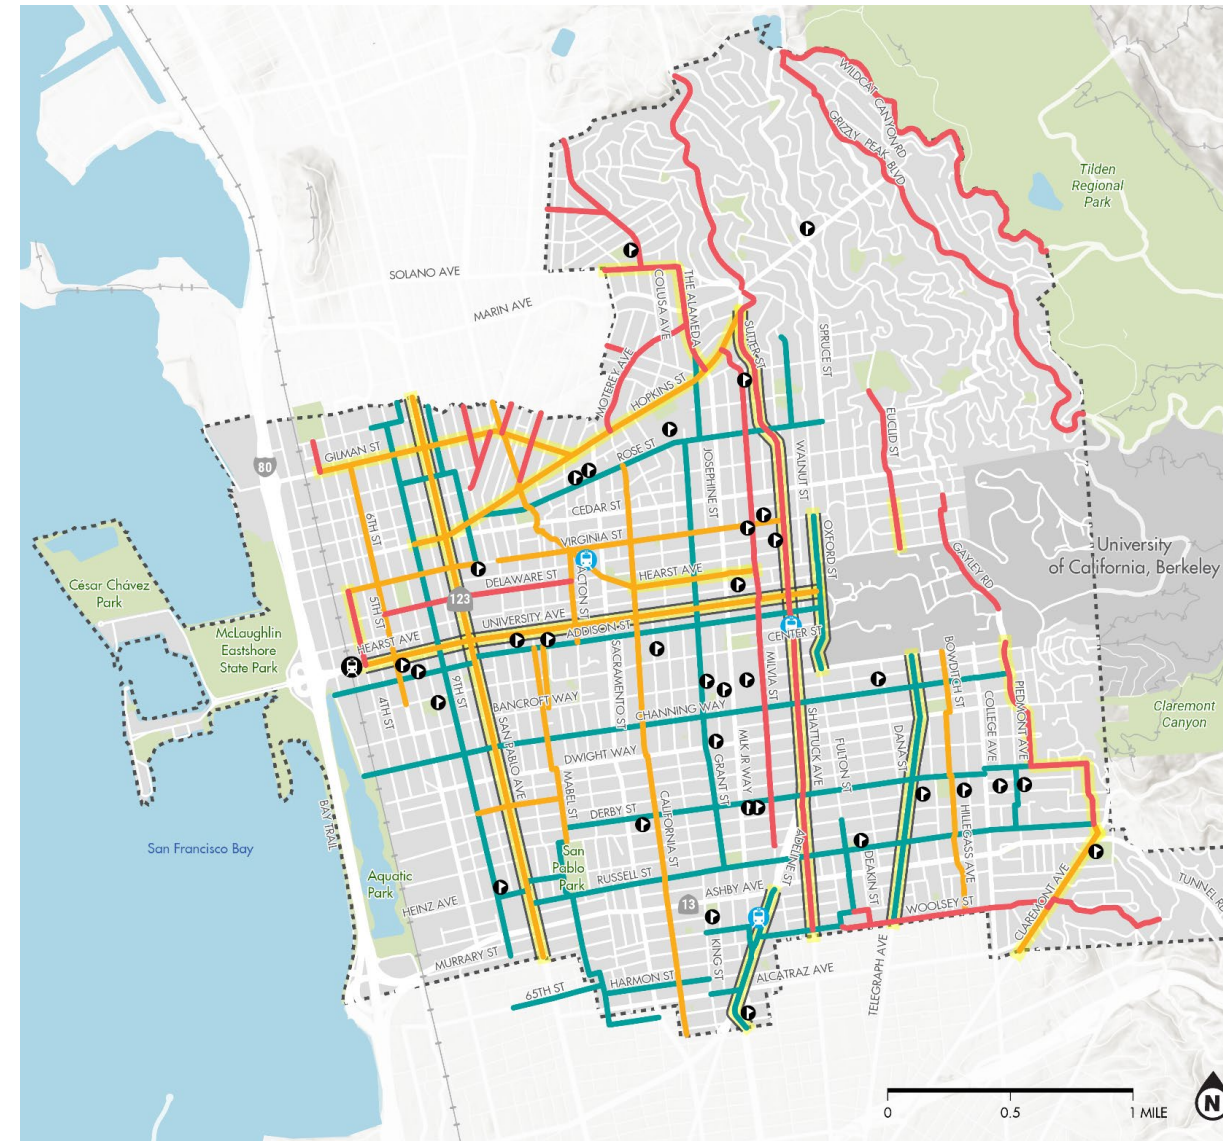 WILDCAT CANYON RD
GRIZZLY PEAK BLVD
Tilden
Regional
Park
SOLANO AVE
MARIN AVE
COLUSA AVE
THE ALAMEDA
SUTTER ST
SPRUCE ST
MOTEREY AVE
HOPKINS ST
EUCLID ST
GILMAN ST
80
ROSE ST
JOSEPHINE ST
WALNUT ST
CEDAR ST
6TH ST
VIRGINIA ST
OXFORD ST
GAYLEY RD
University
of California, Berkeley
César Chávez
Park
DELAWARE ST
HEARST AVE
ACTON ST
123
5TH ST
UNIVERSITY AVE
ADDISON ST
CENTER ST
McLaughlin
Eastshore
State Park
HEARST AVE
SACRAMENTO ST
MILVIA ST
BOWDITCH ST
4TH ST
9TH ST
BANCROFT WAY
CHANNING WAY
COLLEGE AVE
PIEDMONT AVE
Claremont
Canyon
SAN PABLO AVE
SHATTUCK AVE
DANA ST
FULTON ST
MLK JR WAY
DWIGHT WAY
GRANT ST
MABEL ST
DERBY ST
CALIFORNIA ST
HILLEGASS AVE
BAY TRAIL
San Francisco Bay
San
Pablo
Park
ADELINE ST
DEAKIN ST
RUSSELL ST
Aquatic
Park
ASHBY AVE
13
HEINZ AVE
WOOLSEY ST
CLAREMONT AVE
TUNNEL RD
KING ST
MURRARY ST
TELEGRAPH AVE
HARMON ST
ALCATRAZ AVE
65TH ST
0
0.5
1 MILE
N